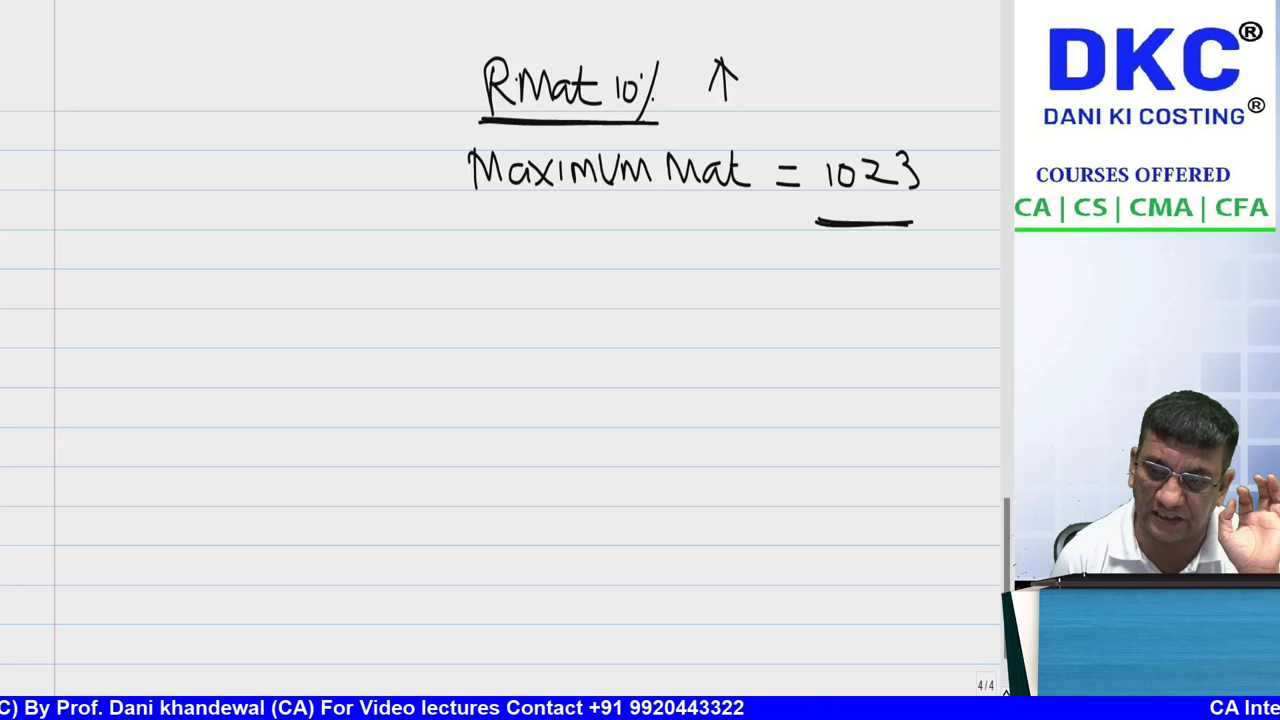 R.Mat 10% ↑
Maximum Mat = 1023
DKC®
DANI KI COSTING®
COURSES OFFERED
CA | CS | CMA | CFA
4/4
C) By Prof. Dani khandewal (CA) For Video lectures Contact +91 9920443322
CA Inte